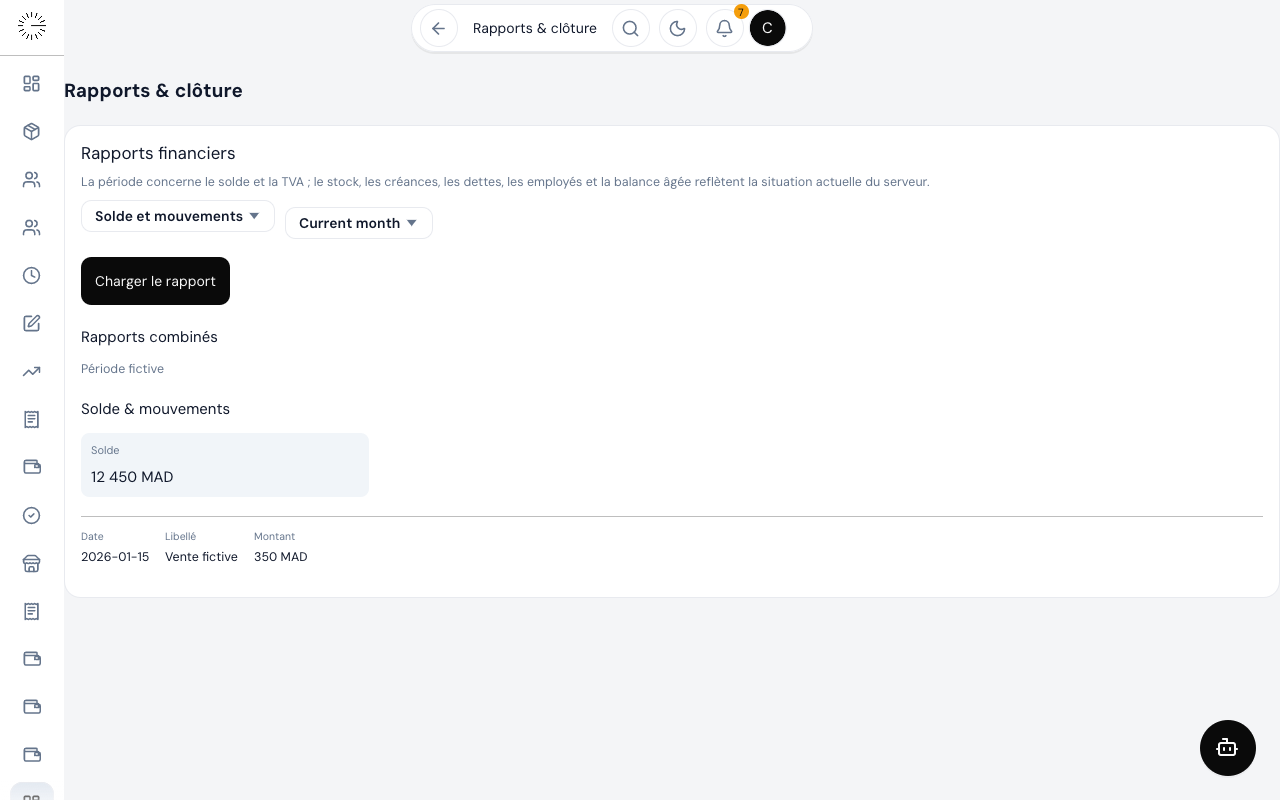 Rapports & clôture
7
C
Rapports & clôture
Rapports financiers
La période concerne le solde et la TVA ; le stock, les créances, les dettes, les employés et la balance âgée reflètent la situation actuelle du serveur.
Solde et mouvements
Current month
Charger le rapport
Rapports combinés
Période fictive
Solde & mouvements
Solde
12 450 MAD
Date Libellé Montant
2026-01-15 Vente fictive 350 MAD